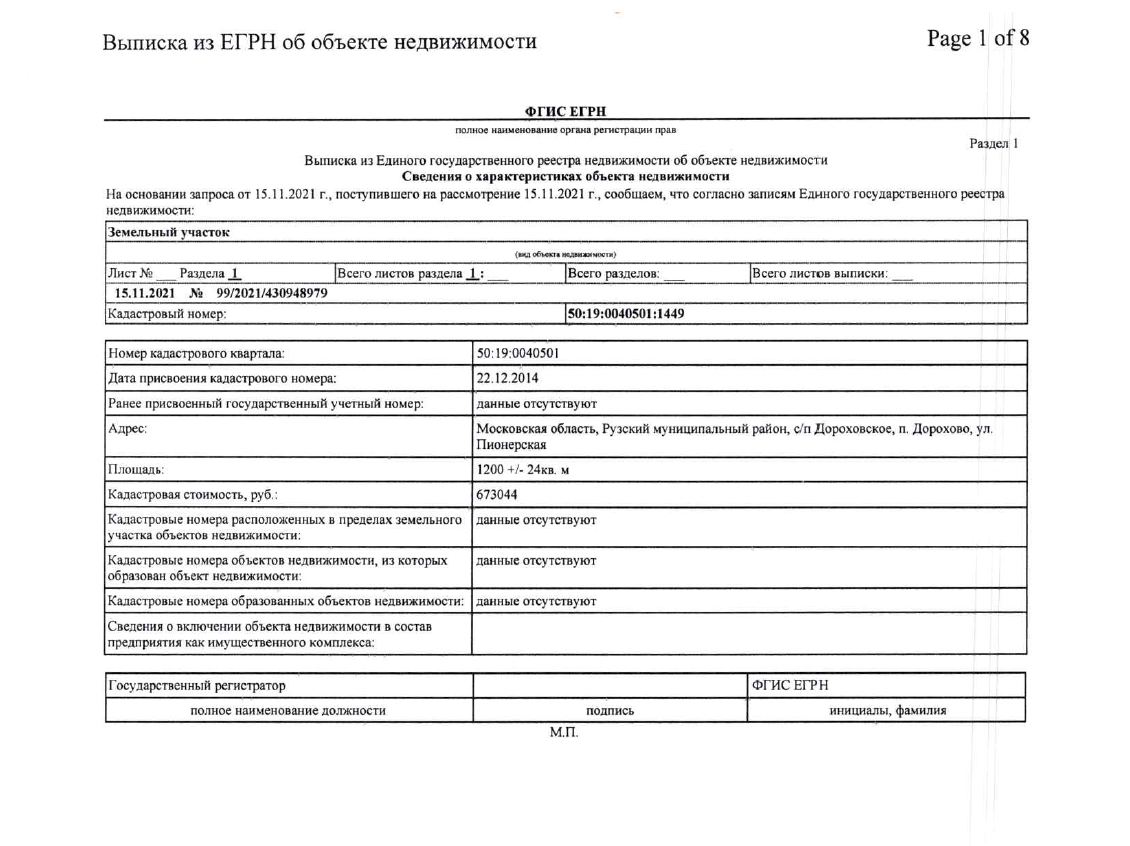 Выписка из ЕГРН об объекте недвижимости
Page 1 of 8
ФГИС ЕГРН
полное наименование органа регистрации прав
Раздел 1
Выписка из Единого государственного реестра недвижимости об объекте недвижимости
Сведения о характеристиках объекта недвижимости
На основании запроса от 15.11.2021 г., поступившего на рассмотрение 15.11.2021 г., сообщаем, что согласно записям Единого государственного реестра
недвижимости:
Земельный участок
(вид объекта недвижимости)
Лист № ___ Раздела 1 Всего листов раздела 1 : ___ Всего разделов: ___ Всего листов выписки: ___
15.11.2021 № 99/2021/430948979
Кадастровый номер: 50:19:0040501:1449
Номер кадастрового квартала: 50:19:0040501
Дата присвоения кадастрового номера: 22.12.2014
Ранее присвоенный государственный учетный номер: данные отсутствуют
Адрес: Московская область, Рузский муниципальный район, с/п Дороховское, п. Дорохово, ул.
Пионерская
Площадь: 1200 +/- 24кв. м
Кадастровая стоимость, руб.: 673044
Кадастровые номера расположенных в пределах земельного данные отсутствуют
участка объектов недвижимости:
Кадастровые номера объектов недвижимости, из которых данные отсутствуют
образован объект недвижимости:
Кадастровые номера образованных объектов недвижимости: данные отсутствуют
Сведения о включении объекта недвижимости в состав
предприятия как имущественного комплекса:
Государственный регистратор ФГИС ЕГРН
полное наименование должности подпись инициалы, фамилия
М.П.